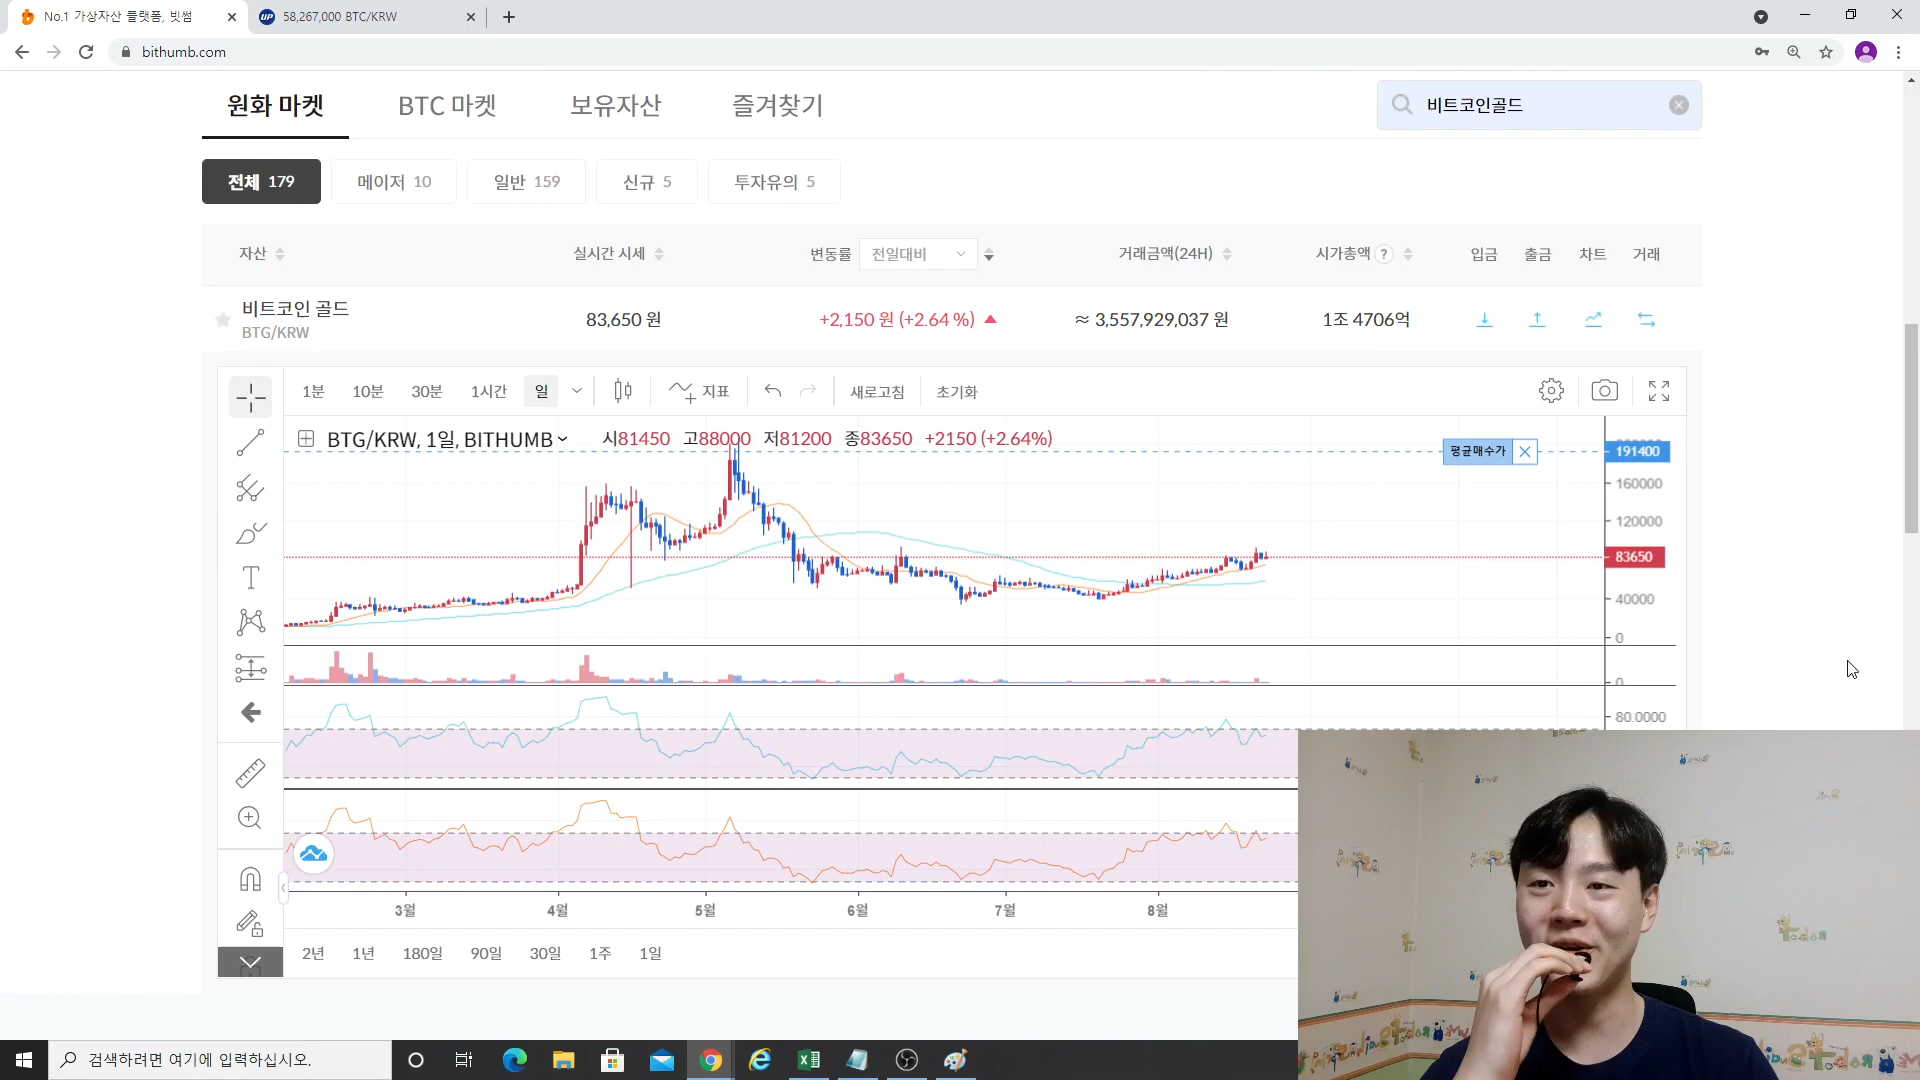 No.1 가상자산 플랫폼, 빗썸
UP 58,267,000 BTC/KRW
bithumb.com
원화 마켓 BTC 마켓 보유자산 즐겨찾기 비트코인골드
전체 179 메이저 10 일반 159 신규 5 투자유의 5
자산 실시간 시세 변동률 전일대비 거래금액(24H) 시가총액 ? 입금 출금 차트 거래
비트코인 골드
BTG/KRW
83,650 원 +2,150 원 (+2.64 %) ≈ 3,557,929,037 원 1조 4706억
1분 10분 30분 1시간 일 지표 새로고침 초기화
BTG/KRW, 1일, BITHUMB 시81450 고88000 저81200 종83650 +2150 (+2.64%)
평균매수가 191400
160000
120000
83650
40000
0
0
80.0000
3월 4월 5월 6월 7월 8월
2년 1년 180일 90일 30일 1주 1일
검색하려면 여기에 입력하십시오.